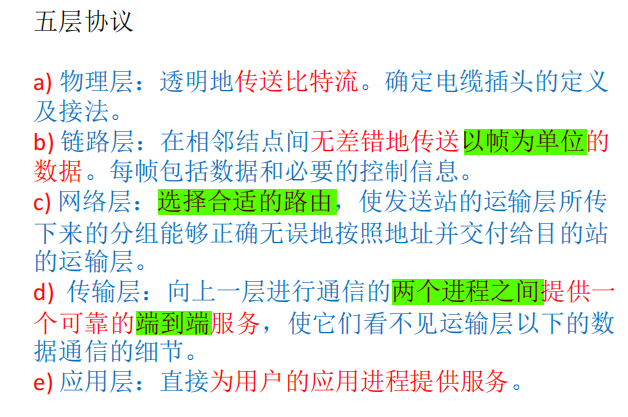 五层协议
a) 物理层：透明地传送比特流。确定电缆插头的定义
及接法。
b) 链路层：在相邻结点间无差错地传送以帧为单位的
数据。每帧包括数据和必要的控制信息。
c) 网络层：选择合适的路由，使发送站的运输层所传
下来的分组能够正确无误地按照地址并交付给目的站
的运输层。
d) 传输层：向上一层进行通信的两个进程之间提供一
个可靠的端到端服务，使它们看不见运输层以下的数
据通信的细节。
e) 应用层：直接为用户的应用进程提供服务。